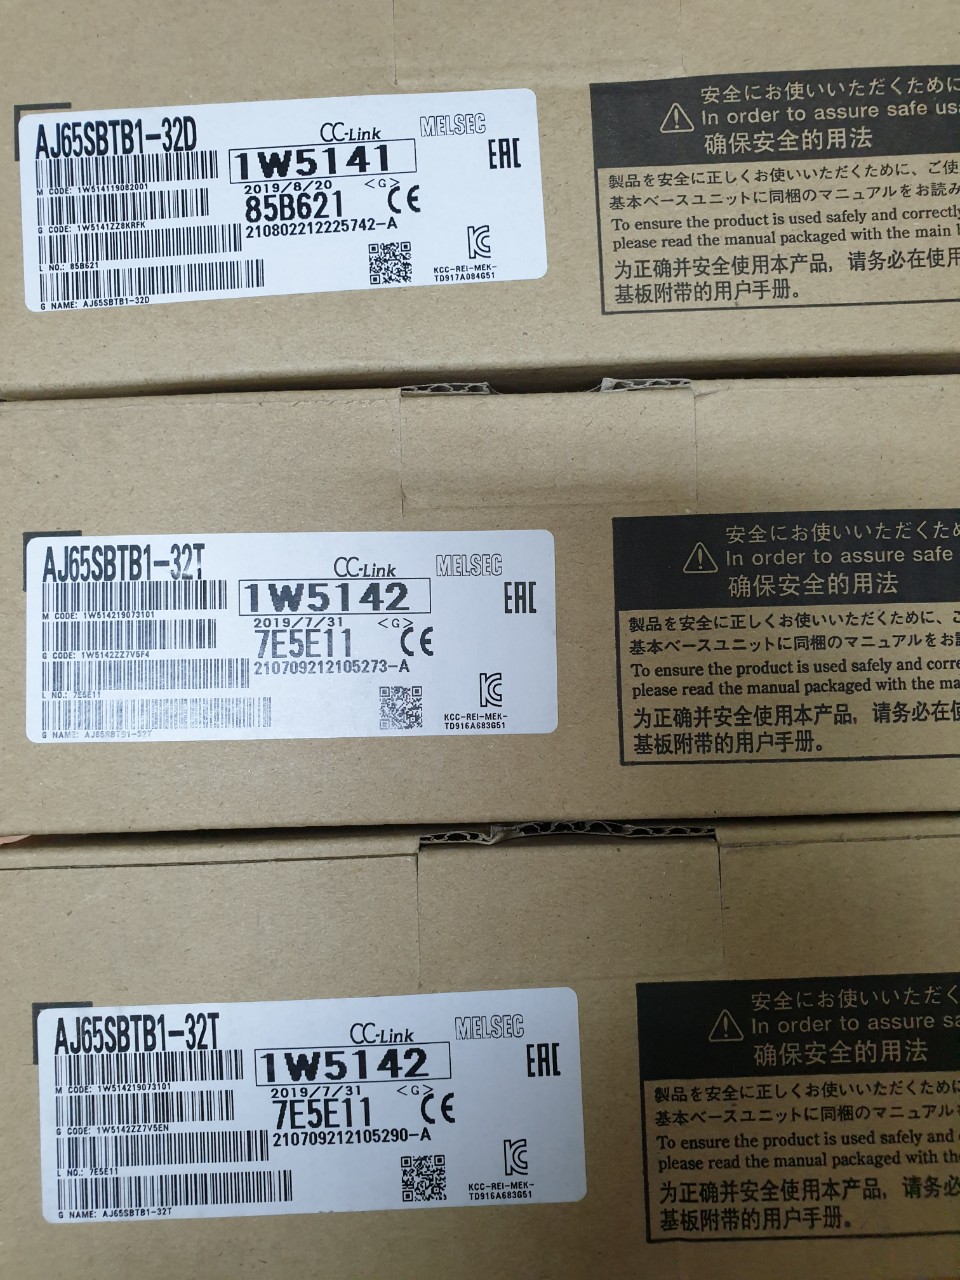 AJ65SBTB1-32D
CC-Link
MELSEC
M CODE: 1W514119082001
1W5141
EAC
2019/8/20 <G>
G CODE: 1W5141ZZ8KRFK
85B621
CE
210802212225742-A
L NO.: 85B621
KCC-REI-MEK-
TD917A084G51
G NAME: AJ65SBTB1-32D
安全にお使いいただくために
In order to assure safe us
确保安全的用法
製品を安全に正しくお使いいただくために、ご使
基本ベースユニットに同梱のマニュアルをお読み
To ensure the product is used safely and correctly
please read the manual packaged with the main
为正确并安全使用本产品，请务必在使用
基板附带的用户手册。
AJ65SBTB1-32T
CC-Link
MELSEC
M CODE: 1W514219073101
1W5142
EAC
2019/7/31 <G>
G CODE: 1W5142ZZ7V5F4
7E5E11
CE
210709212105273-A
L NO.: 7E5E11
KCC-REI-MEK-
TD916A683G51
G NAME: AJ65SBTB1-32T
安全にお使いいただくため
In order to assure safe
确保安全的用法
製品を安全に正しくお使いいただくために、ご
基本ベースユニットに同梱のマニュアルをお読
To ensure the product is used safely and corre
please read the manual packaged with the ma
为正确并安全使用本产品，请务必在使
基板附带的用户手册。
AJ65SBTB1-32T
CC-Link
MELSEC
M CODE: 1W514219073101
1W5142
EAC
2019/7/31 <G>
G CODE: 1W5142ZZ7V5EN
7E5E11
CE
210709212105290-A
L NO.: 7E5E11
KCC-REI-MEK-
TD916A683G51
G NAME: AJ65SBTB1-32T
安全にお使いいただく
In order to assure sa
确保安全的用法
製品を安全に正しくお使いいただくために
基本ベースユニットに同梱のマニュアル
To ensure the product is used safely and
please read the manual packaged with th
为正确并安全使用本产品，请务必
基板附带的用户手册。